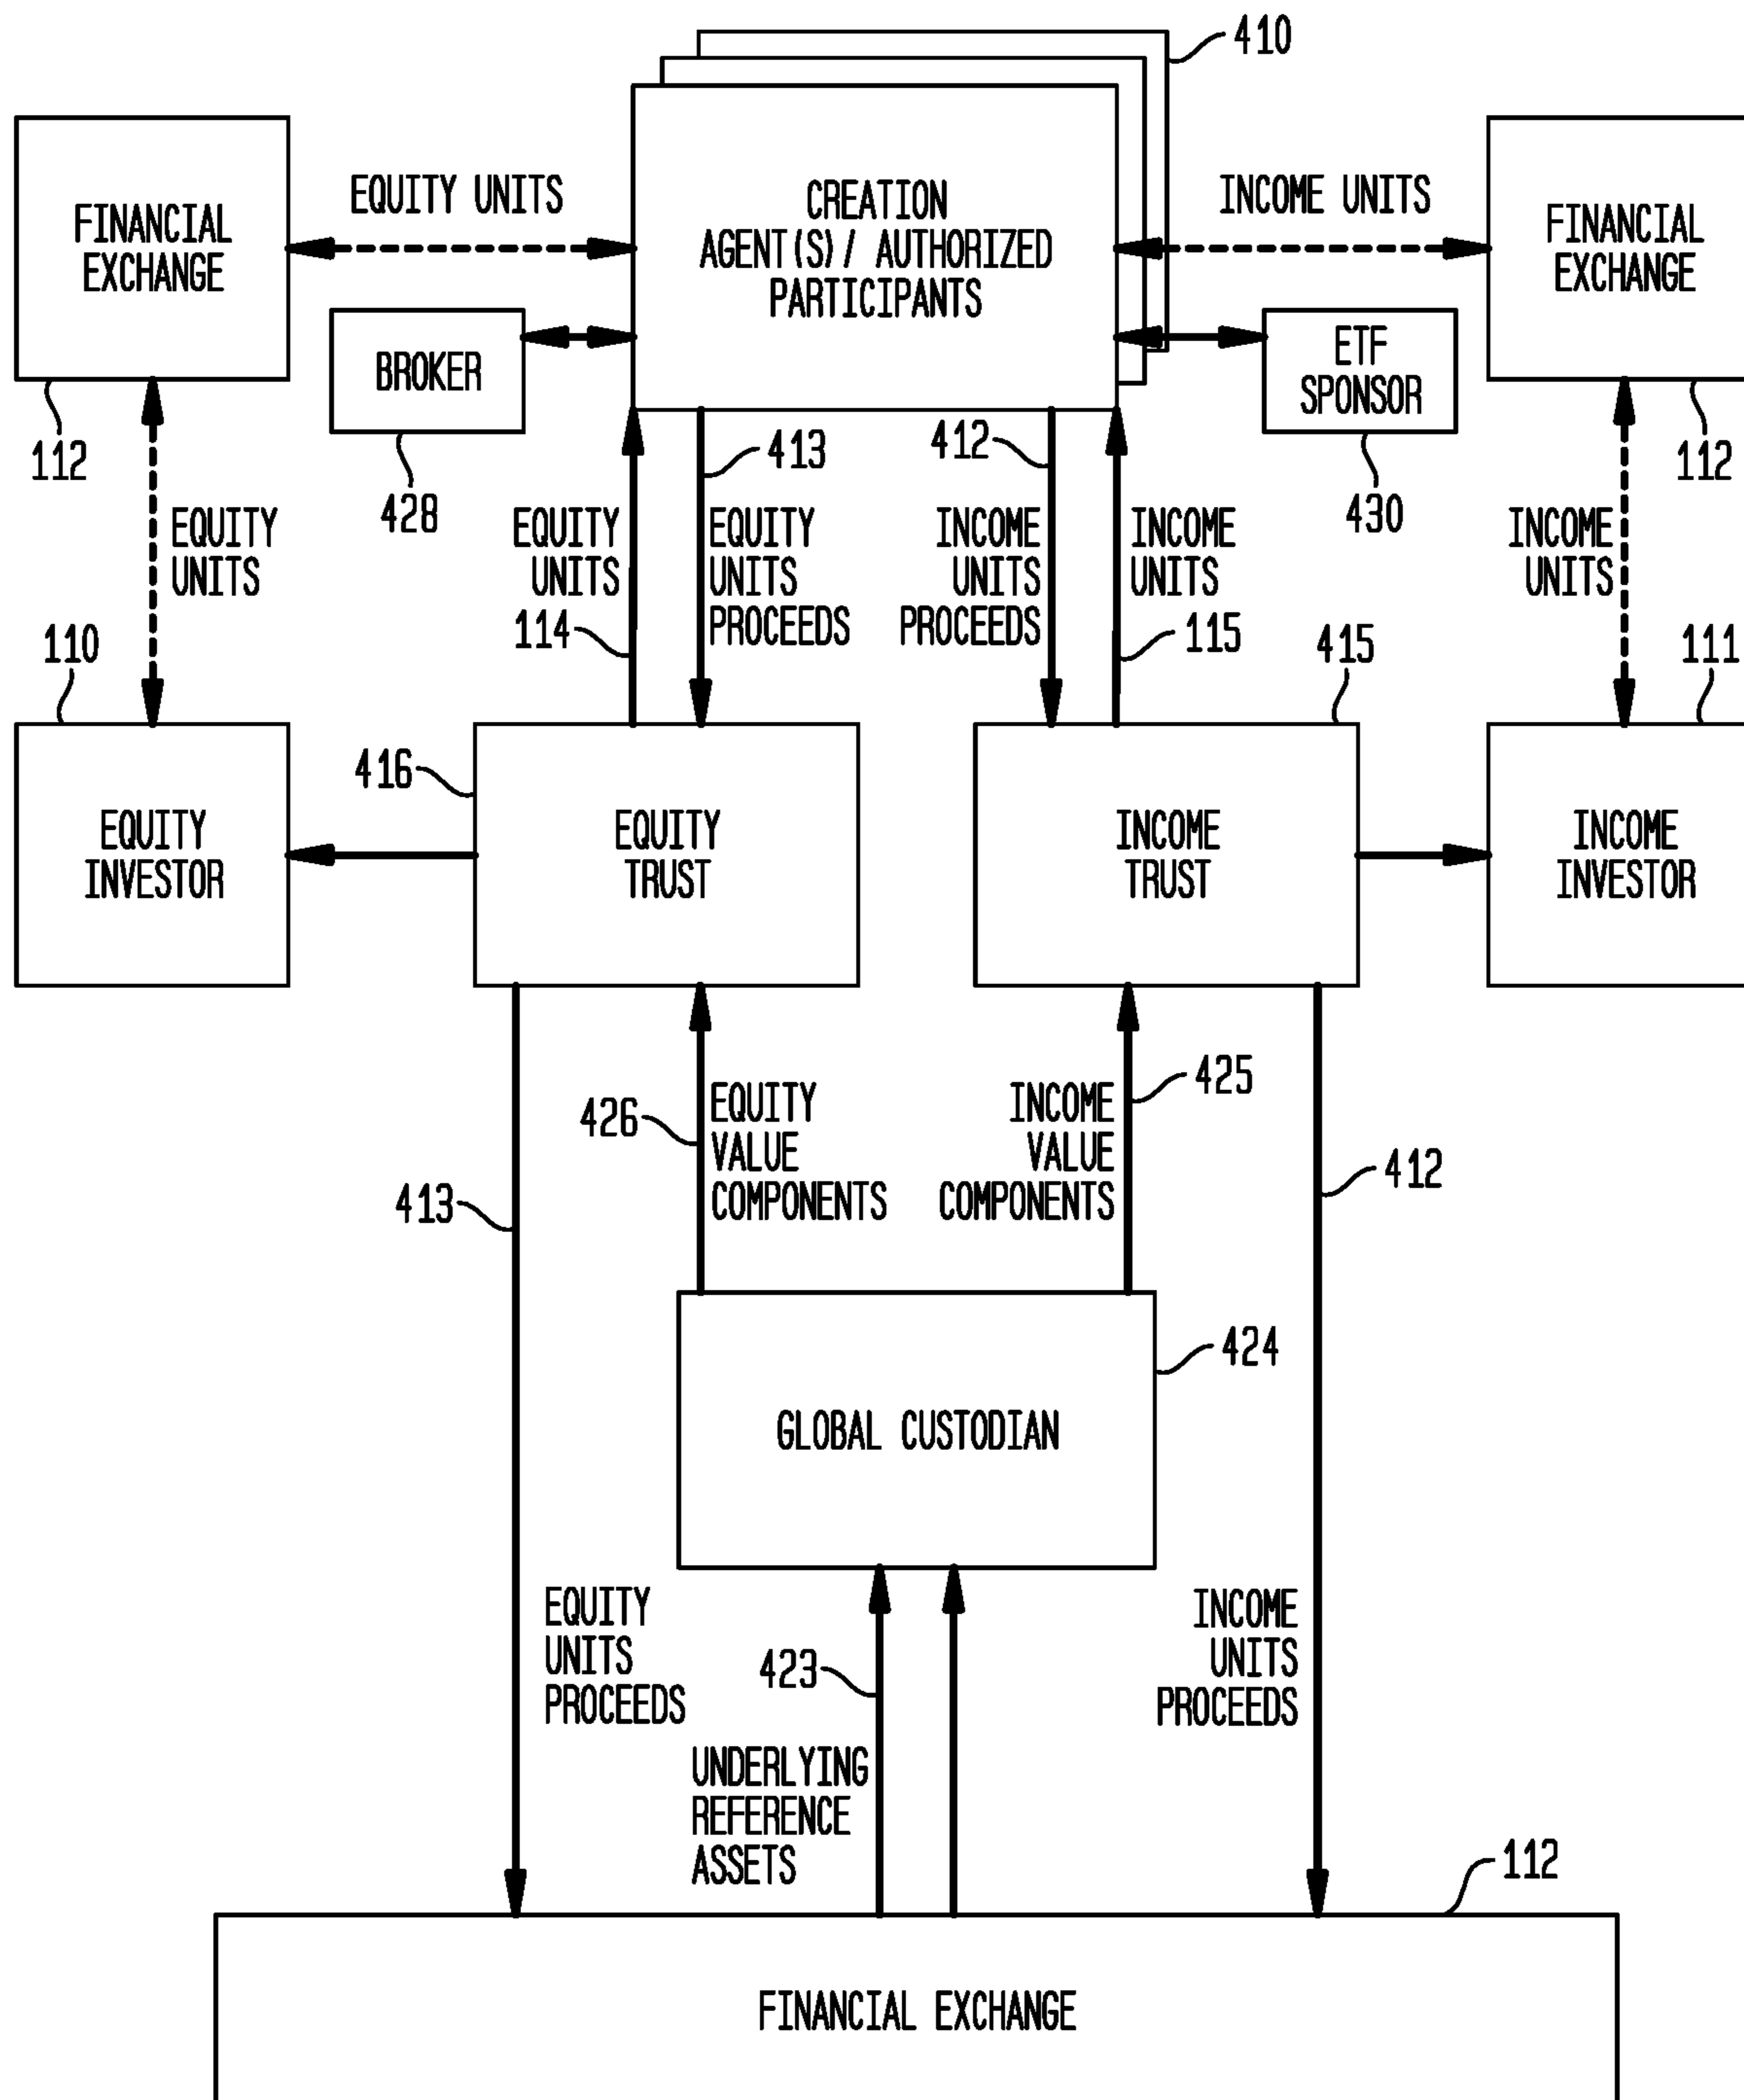 410
FINANCIAL
EXCHANGE
EQUITY UNITS
CREATION
AGENT(S)/ AUTHORIZED
PARTICIPANTS
INCOME UNITS
FINANCIAL
EXCHANGE
BROKER
ETF
SPONSOR
112
428
413
412
430
112
EQUITY
UNITS
EQUITY
UNITS
114
EQUITY
UNITS
PROCEEDS
INCOME
UNITS
PROCEEDS
INCOME
UNITS
115
INCOME
UNITS
110
415
111
416
EQUITY
INVESTOR
EQUITY
TRUST
INCOME
TRUST
INCOME
INVESTOR
426
EQUITY
VALUE
COMPONENTS
INCOME
VALUE
COMPONENTS
425
413
412
424
GLOBAL CUSTODIAN
EQUITY
UNITS
PROCEEDS
423
INCOME
UNITS
PROCEEDS
UNDERLYING
REFERENCE
ASSETS
112
FINANCIAL EXCHANGE